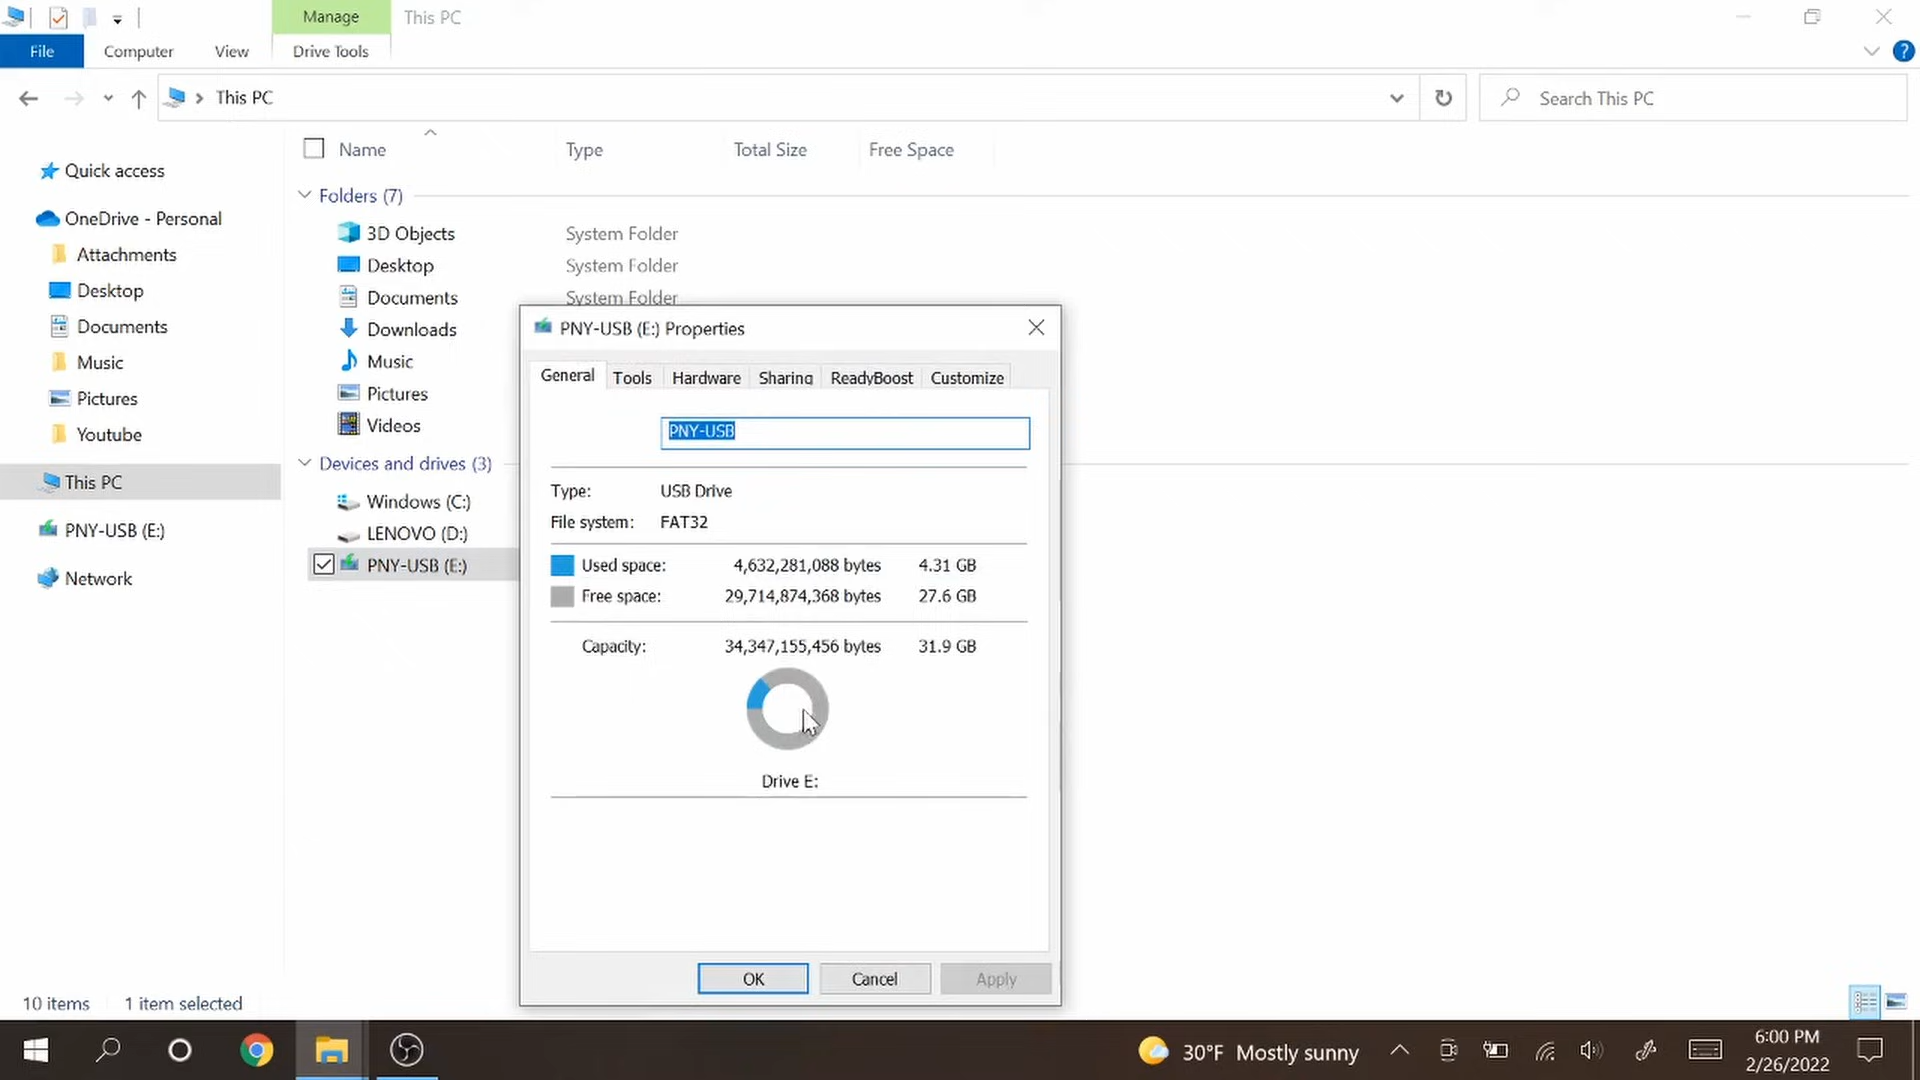 Manage
This PC
File
Computer
View
Drive Tools
?
This PC
Search This PC
Name
Type
Total Size
Free Space
Quick access
OneDrive - Personal
Attachments
Desktop
Documents
Music
Pictures
Youtube
This PC
PNY-USB (E:)
Network
Folders (7)
3D Objects
System Folder
Desktop
System Folder
Documents
System Folder
Downloads
Music
Pictures
Videos
Devices and drives (3)
Windows (C:)
LENOVO (D:)
PNY-USB (E:)
PNY-USB (E:) Properties
General
Tools
Hardware
Sharing
ReadyBoost
Customize
PNY-USB
Type: USB Drive
File system: FAT32
Used space: 4,632,281,088 bytes 4.31 GB
Free space: 29,714,874,368 bytes 27.6 GB
Capacity: 34,347,155,456 bytes 31.9 GB
Drive E:
OK
Cancel
Apply
10 items
1 item selected
30°F Mostly sunny
6:00 PM
2/26/2022